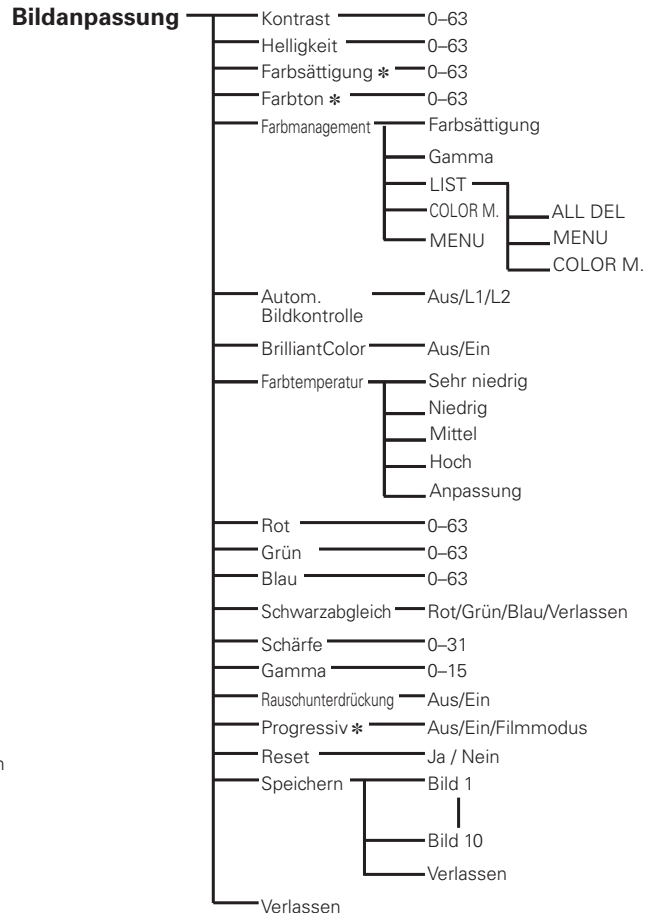 Bildanpassung Kontrast 0–63
Helligkeit 0–63
Farbsättigung * 0–63
Farbton * 0–63
Farbmanagement Farbsättigung
Gamma
LIST
COLOR M. ALL DEL
MENU MENU
COLOR M.
Autom. Aus/L1/L2
Bildkontrolle
BrilliantColor Aus/Ein
Farbtemperatur Sehr niedrig
Niedrig
Mittel
Hoch
Anpassung
Rot 0–63
Grün 0–63
Blau 0–63
Schwarzabgleich Rot/Grün/Blau/Verlassen
Schärfe 0–31
Gamma 0–15
Rauschunterdrückung Aus/Ein
Progressiv * Aus/Ein/Filmmodus
Reset Ja / Nein
n
Speichern Bild 1
Bild 10
Verlassen
Verlassen